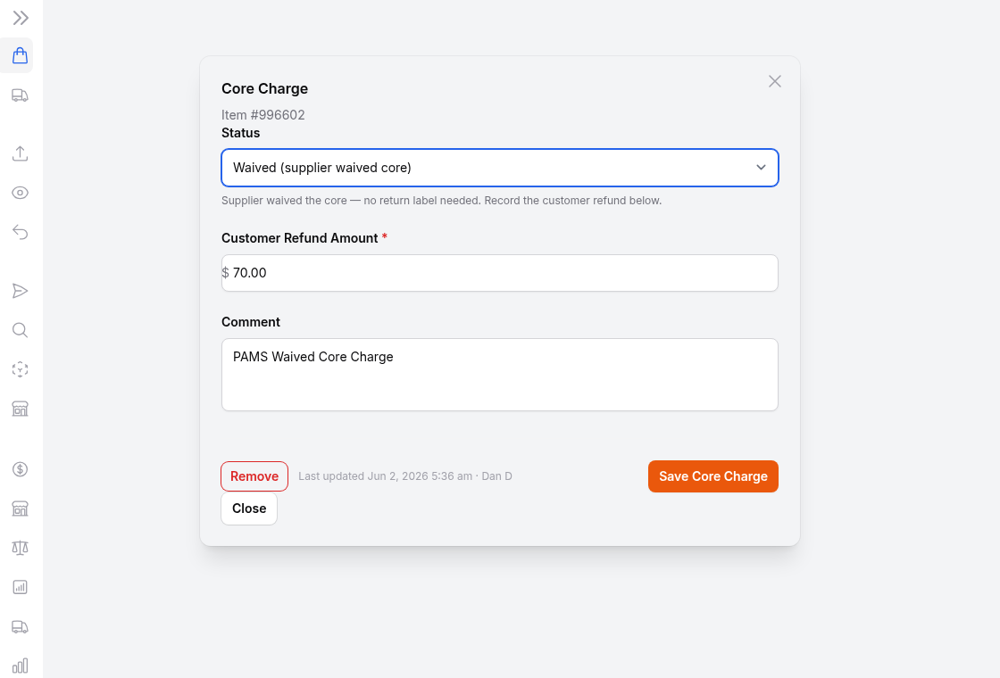 Core Charge
Item #996602
Status
Waived (supplier waived core)
Supplier waived the core — no return label needed. Record the customer refund below.
Customer Refund Amount *
$ 70.00
Comment
PAMS Waived Core Charge
Remove Last updated Jun 2, 2026 5:36 am · Dan D Save Core Charge
Close